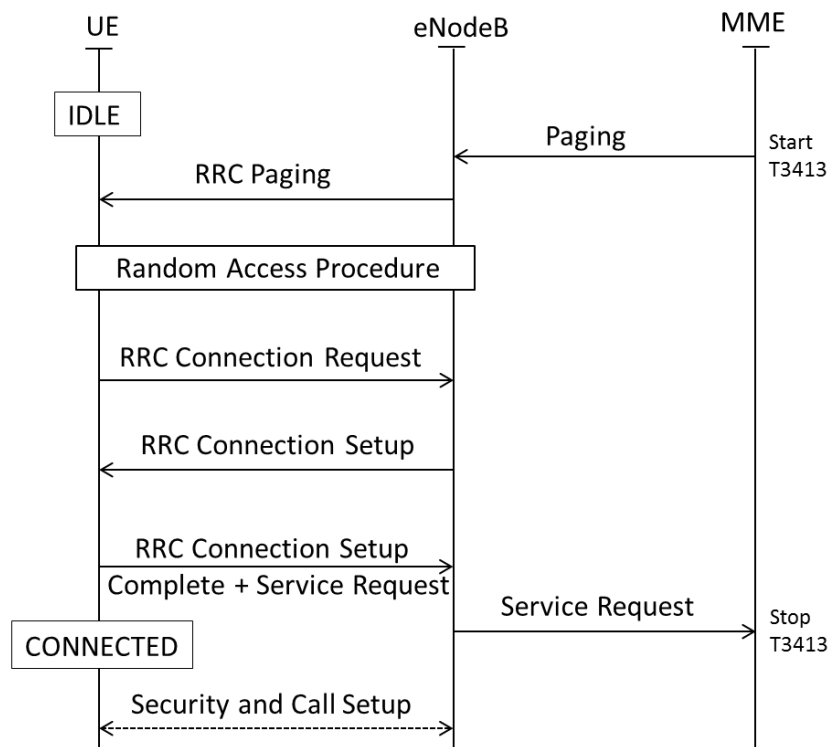 UE
eNodeB
MME
IDLE
Paging
Start
T3413
RRC Paging
Random Access Procedure
RRC Connection Request
RRC Connection Setup
RRC Connection Setup
Complete + Service Request
Service Request
Stop
T3413
CONNECTED
Security and Call Setup